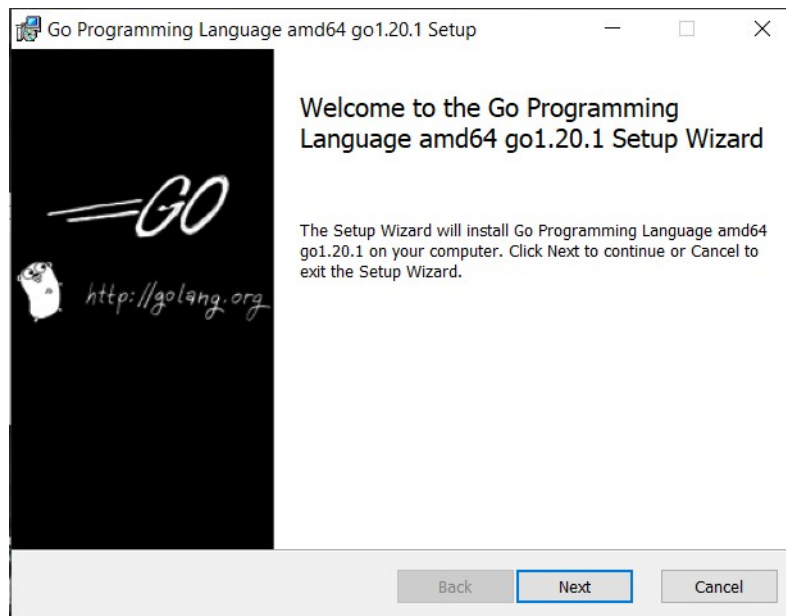 Go Programming Language amd64 go1.20.1 Setup
Welcome to the Go Programming
Language amd64 go1.20.1 Setup Wizard
GO
http://golang.org
The Setup Wizard will install Go Programming Language amd64
go1.20.1 on your computer. Click Next to continue or Cancel to
exit the Setup Wizard.
Back
Next
Cancel